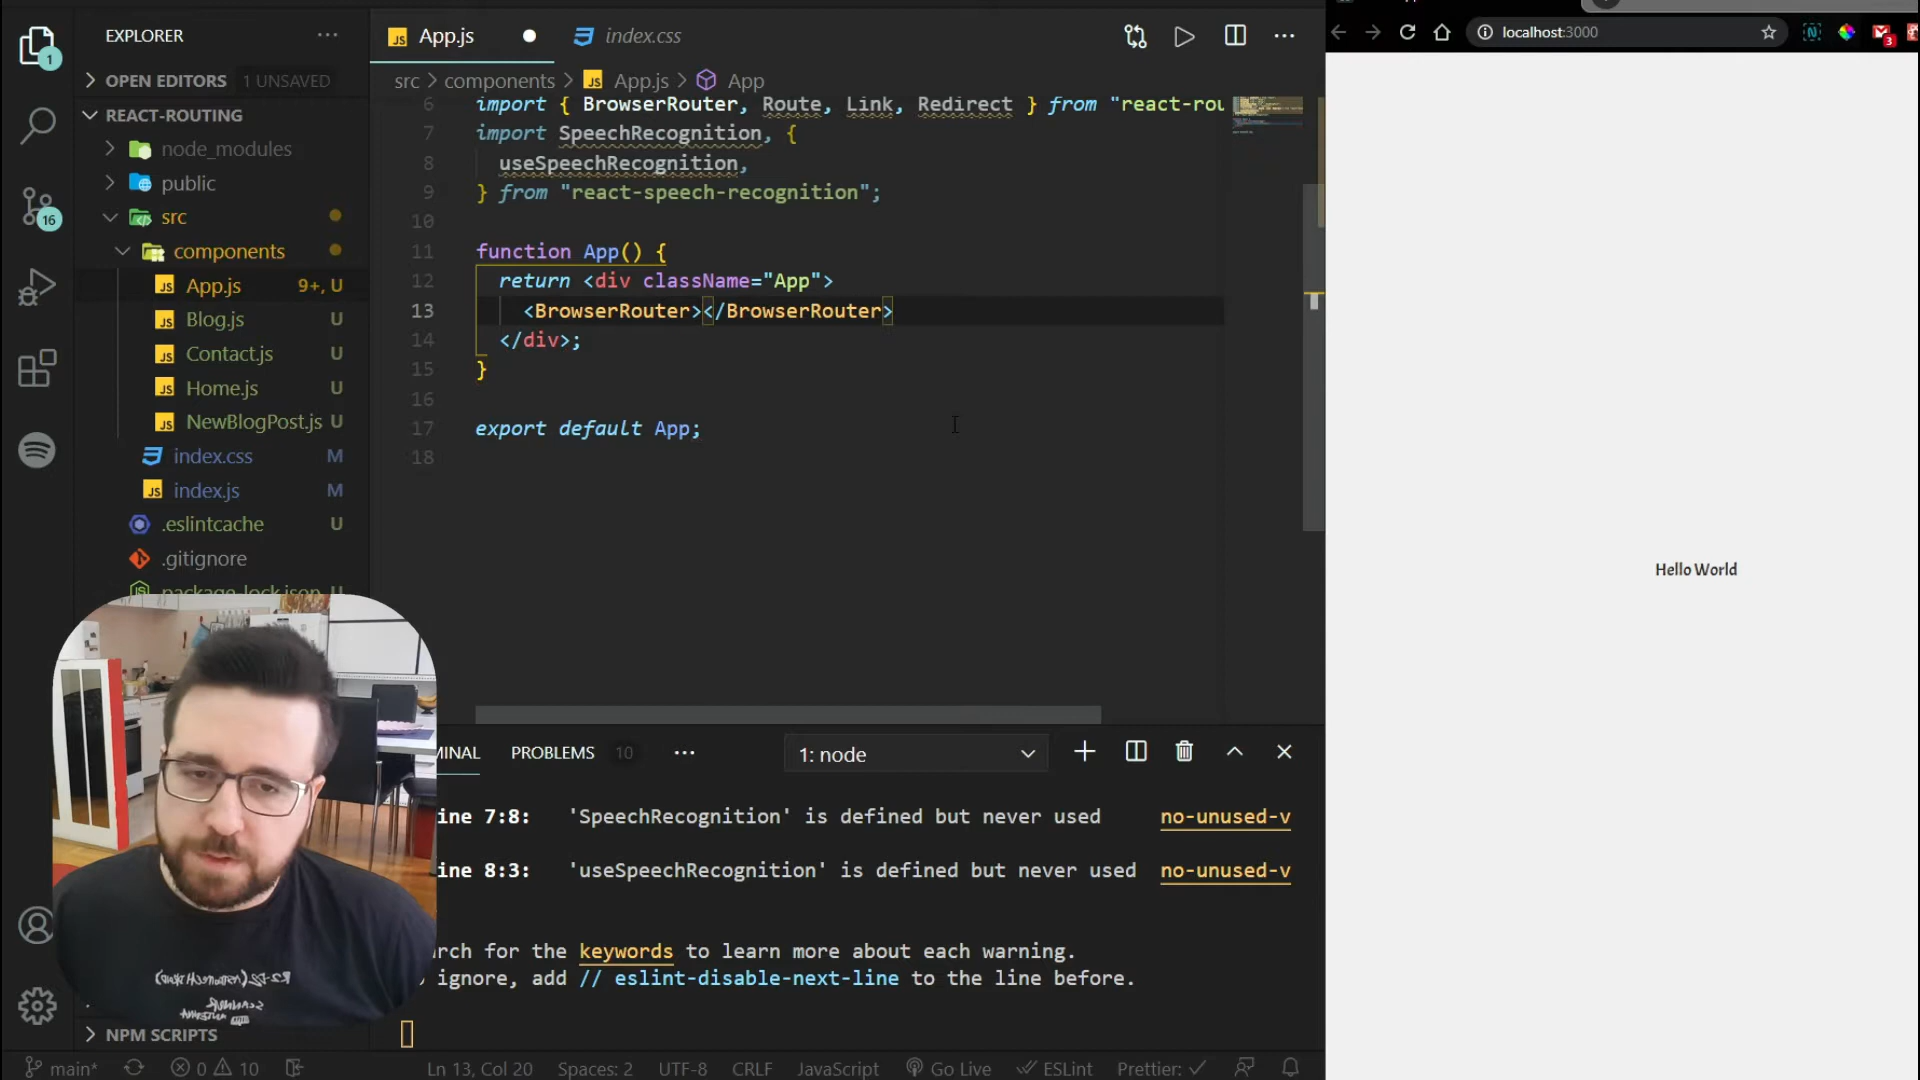 EXPLORER
OPEN EDITORS 1 UNSAVED
REACT-ROUTING
node_modules
public
src
components
App.js 9+, U
Blog.js U
Contact.js U
Home.js U
NewBlogPost.js U
index.css M
index.js M
.eslintcache U
.gitignore
package-lock.json
NPM SCRIPTS
1
16
App.js
index.css
src > components > App.js > App
6 import { BrowserRouter, Route, Link, Redirect } from "react-rou
7 import SpeechRecognition, {
8 useSpeechRecognition,
9 } from "react-speech-recognition";
10
11 function App() {
12 return <div className="App">
13 <BrowserRouter></BrowserRouter>
14 </div>;
15 }
16
17 export default App;
18
MINAL PROBLEMS 10 ... 1: node
ine 7:8: 'SpeechRecognition' is defined but never used no-unused-v
ine 8:3: 'useSpeechRecognition' is defined but never used no-unused-v
rch for the keywords to learn more about each warning.
ignore, add // eslint-disable-next-line to the line before.
main* 0 10 Ln 13, Col 20 Spaces: 2 UTF-8 CRLF JavaScript Go Live ESLint Prettier: ✓
localhost:3000
3
Hello World